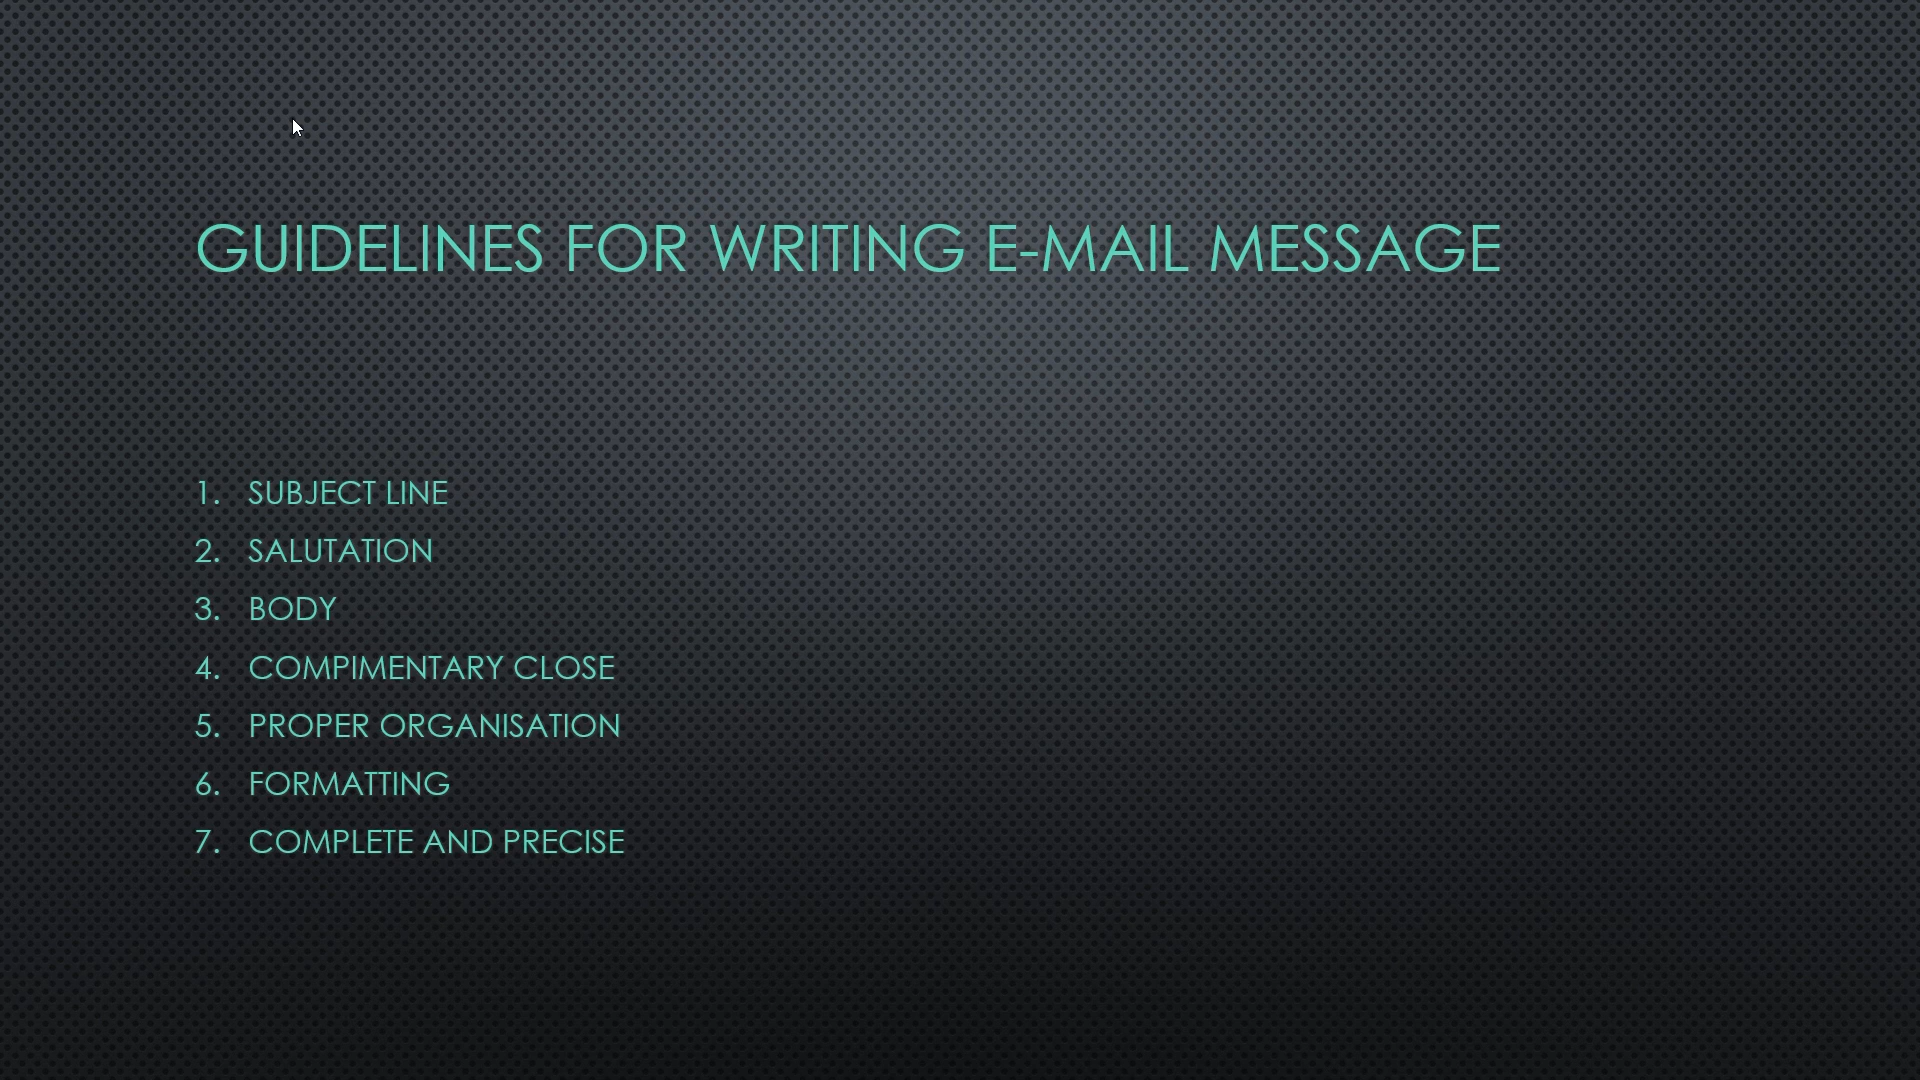 GUIDELINES FOR WRITING E-MAIL MESSAGE
1. SUBJECT LINE
2. SALUTATION
3. BODY
4. COMPIMENTARY CLOSE
5. PROPER ORGANISATION
6. FORMATTING
7. COMPLETE AND PRECISE